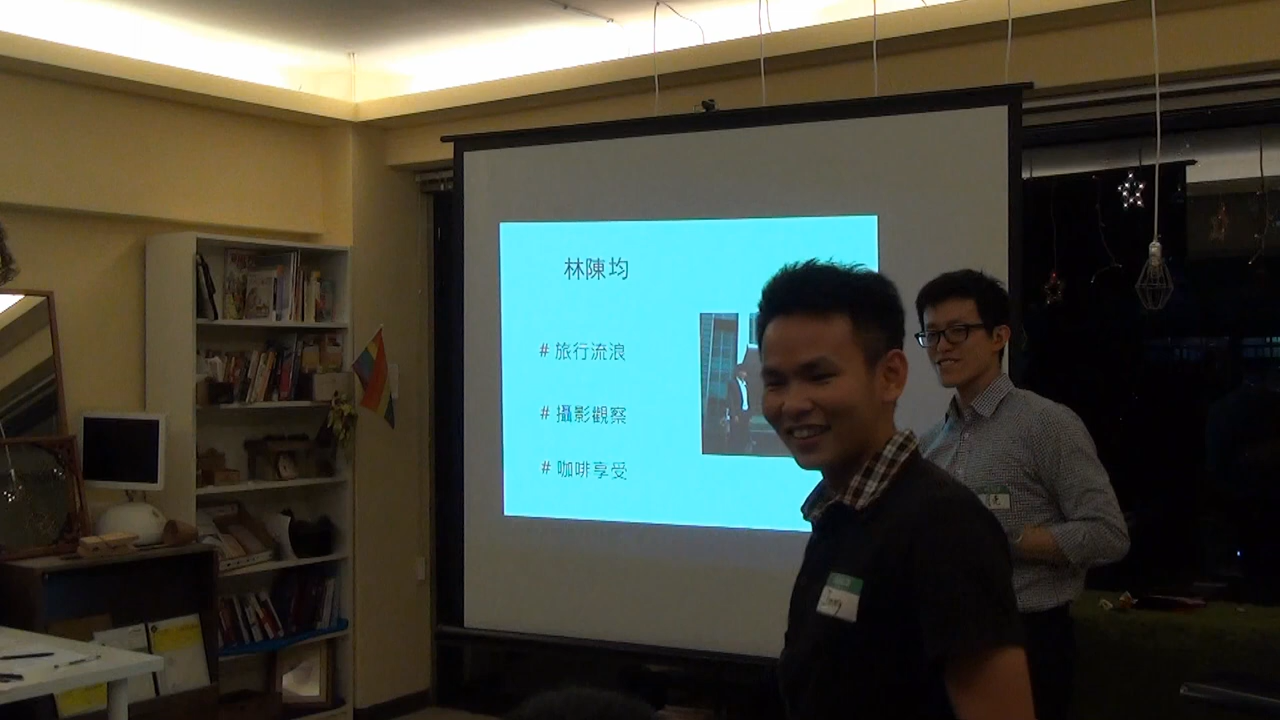 林陳均
# 旅行流浪
# 攝影觀察
# 咖啡享受